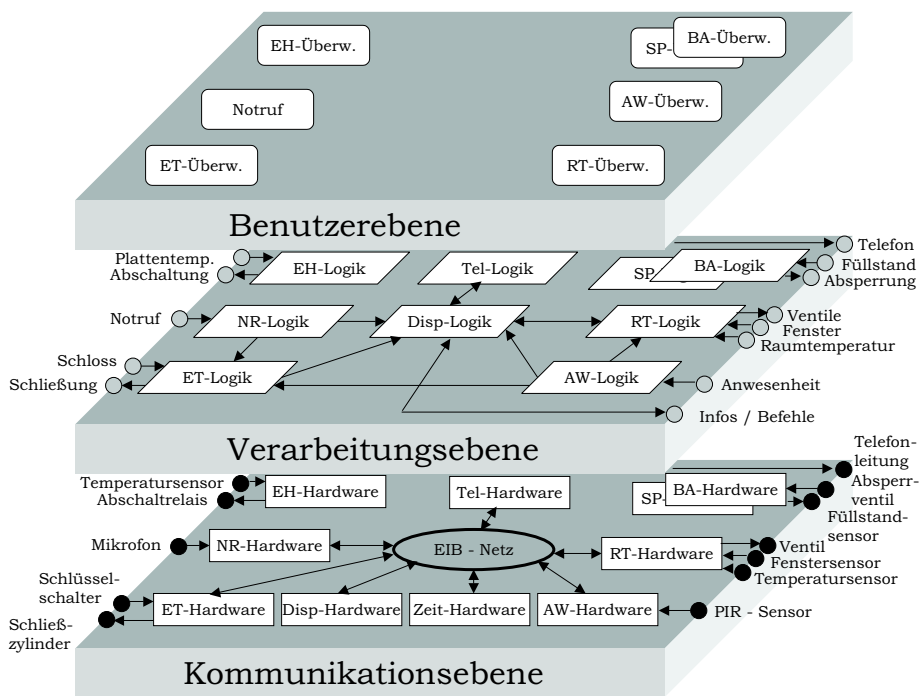 EH-Überw.
SP-
BA-Überw.
Notruf
AW-Überw.
ET-Überw.
RT-Überw.
Benutzerebene
Plattentemp.
Abschaltung
EH-Logik
Tel-Logik
SP
BA-Logik
Telefon
Füllstand
Absperrung
Notruf
NR-Logik
Disp-Logik
RT-Logik
Ventile
Fenster
Raumtemperatur
Schloss
Schließung
ET-Logik
AW-Logik
Anwesenheit
Infos / Befehle
Verarbeitungsebene
Temperatursensor
Abschaltrelais
EH-Hardware
Tel-Hardware
SP-
BA-Hardware
Telefon-
leitung
Absperr-
ventil
Füllstand-
sensor
Mikrofon
NR-Hardware
EIB - Netz
RT-Hardware
Ventil
Fenstersensor
Temperatursensor
Schlüssel-
schalter
Schließ-
zylinder
ET-Hardware
Disp-Hardware
Zeit-Hardware
AW-Hardware
PIR - Sensor
Kommunikationsebene